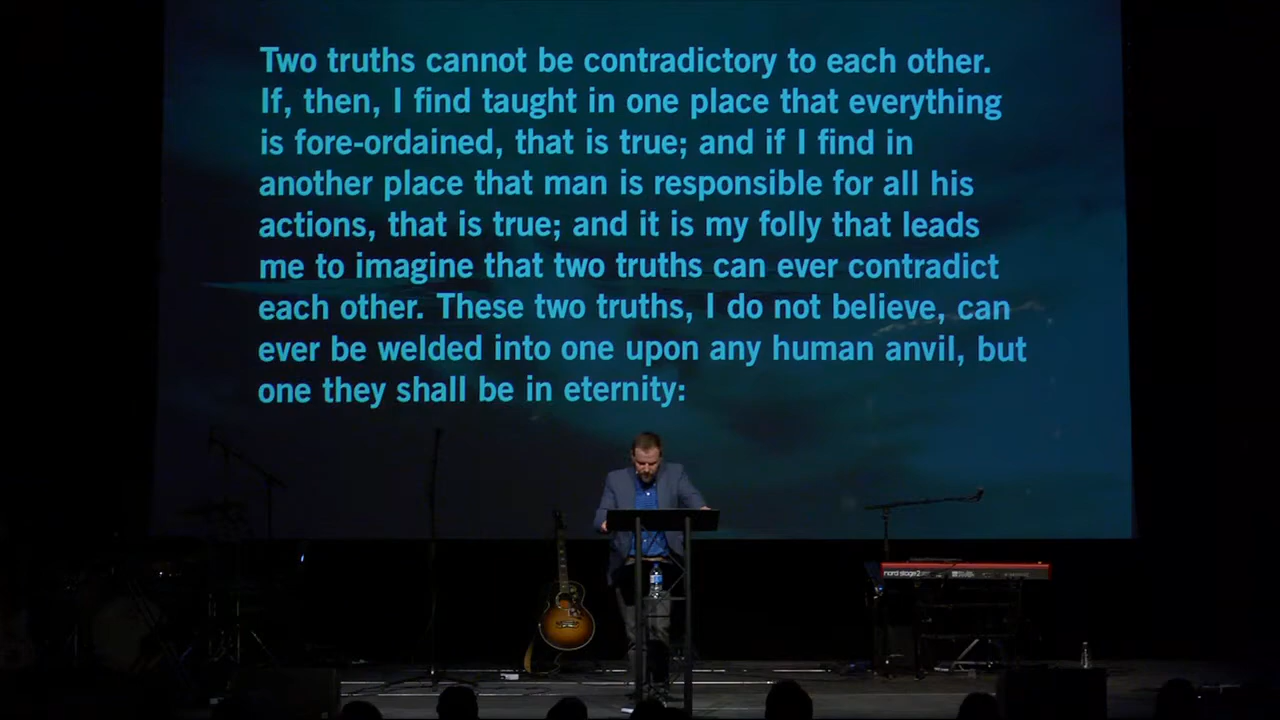 Two truths cannot be contradictory to each other.
If, then, I find taught in one place that everything
is fore-ordained, that is true; and if I find in
another place that man is responsible for all his
actions, that is true; and it is my folly that leads
me to imagine that two truths can ever contradict
each other. These two truths, I do not believe, can
ever be welded into one upon any human anvil, but
one they shall be in eternity:
nord stage 2